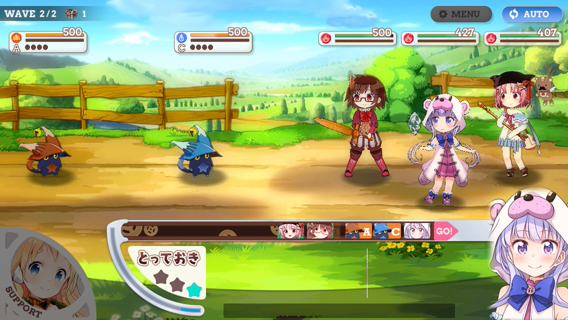 WAVE 2/2 1
MENU
AUTO
500
500
500
427
407
A
C
A
C
GO!
とっておき
SUPPORT